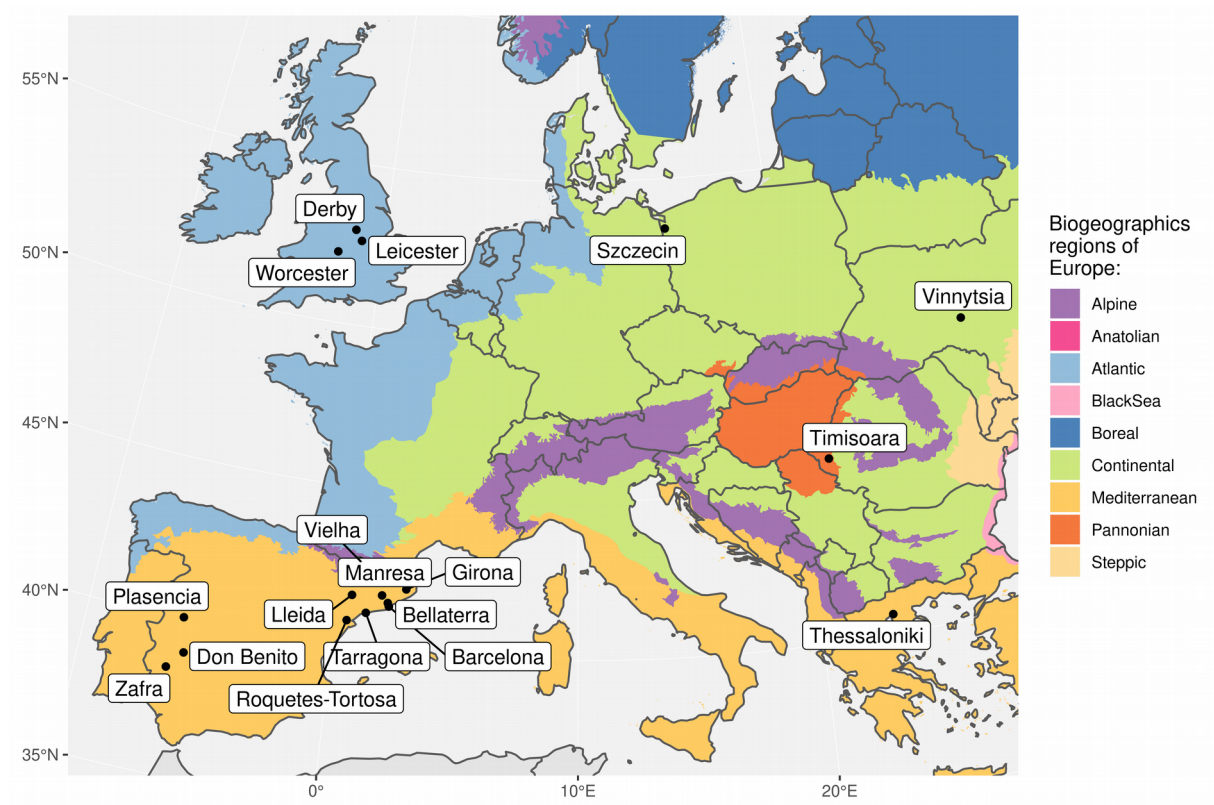 55°N
50°N
45°N
40°N
35°N
0°
10°E
20°E
Derby
Leicester
Worcester
Szczecin
Vinnytsia
Timisoara
Vielha
Manresa
Girona
Plasencia
Lleida
Bellaterra
Don Benito
Tarragona
Barcelona
Zafra
Roquetes-Tortosa
Thessaloniki
Biogeographics
regions of
Europe:
Alpine
Anatolian
Atlantic
BlackSea
Boreal
Continental
Mediterranean
Pannonian
Steppic